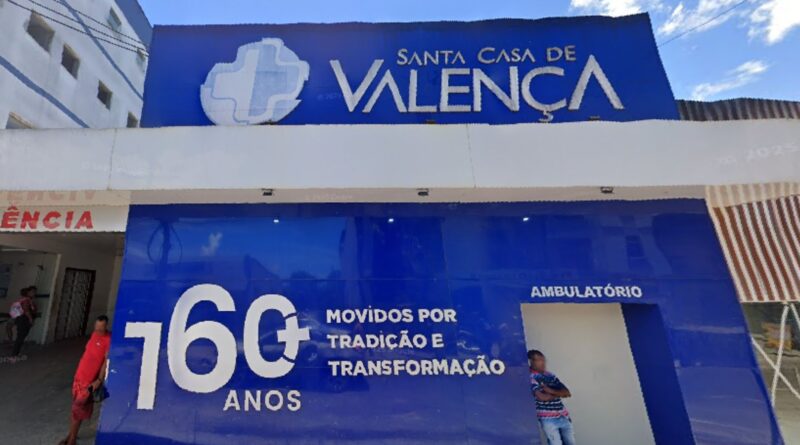 SANTA CASA DE
VALENÇA
ÊNCIA
AMBULATÓRIO
160+
ANOS
MOVIDOS POR
TRADIÇÃO E
TRANSFORMAÇÃO